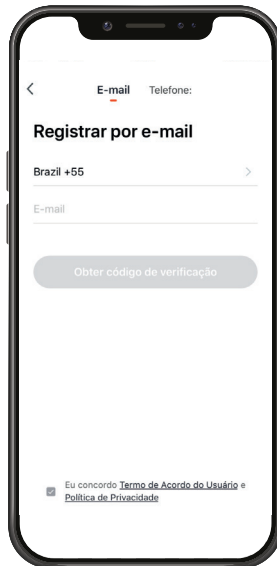 E-mail Telefone:
Registrar por e-mail
Brazil +55
E-mail
Obter código de verificação
Eu concordo Termo de Acordo do Usuário e
Política de Privacidade